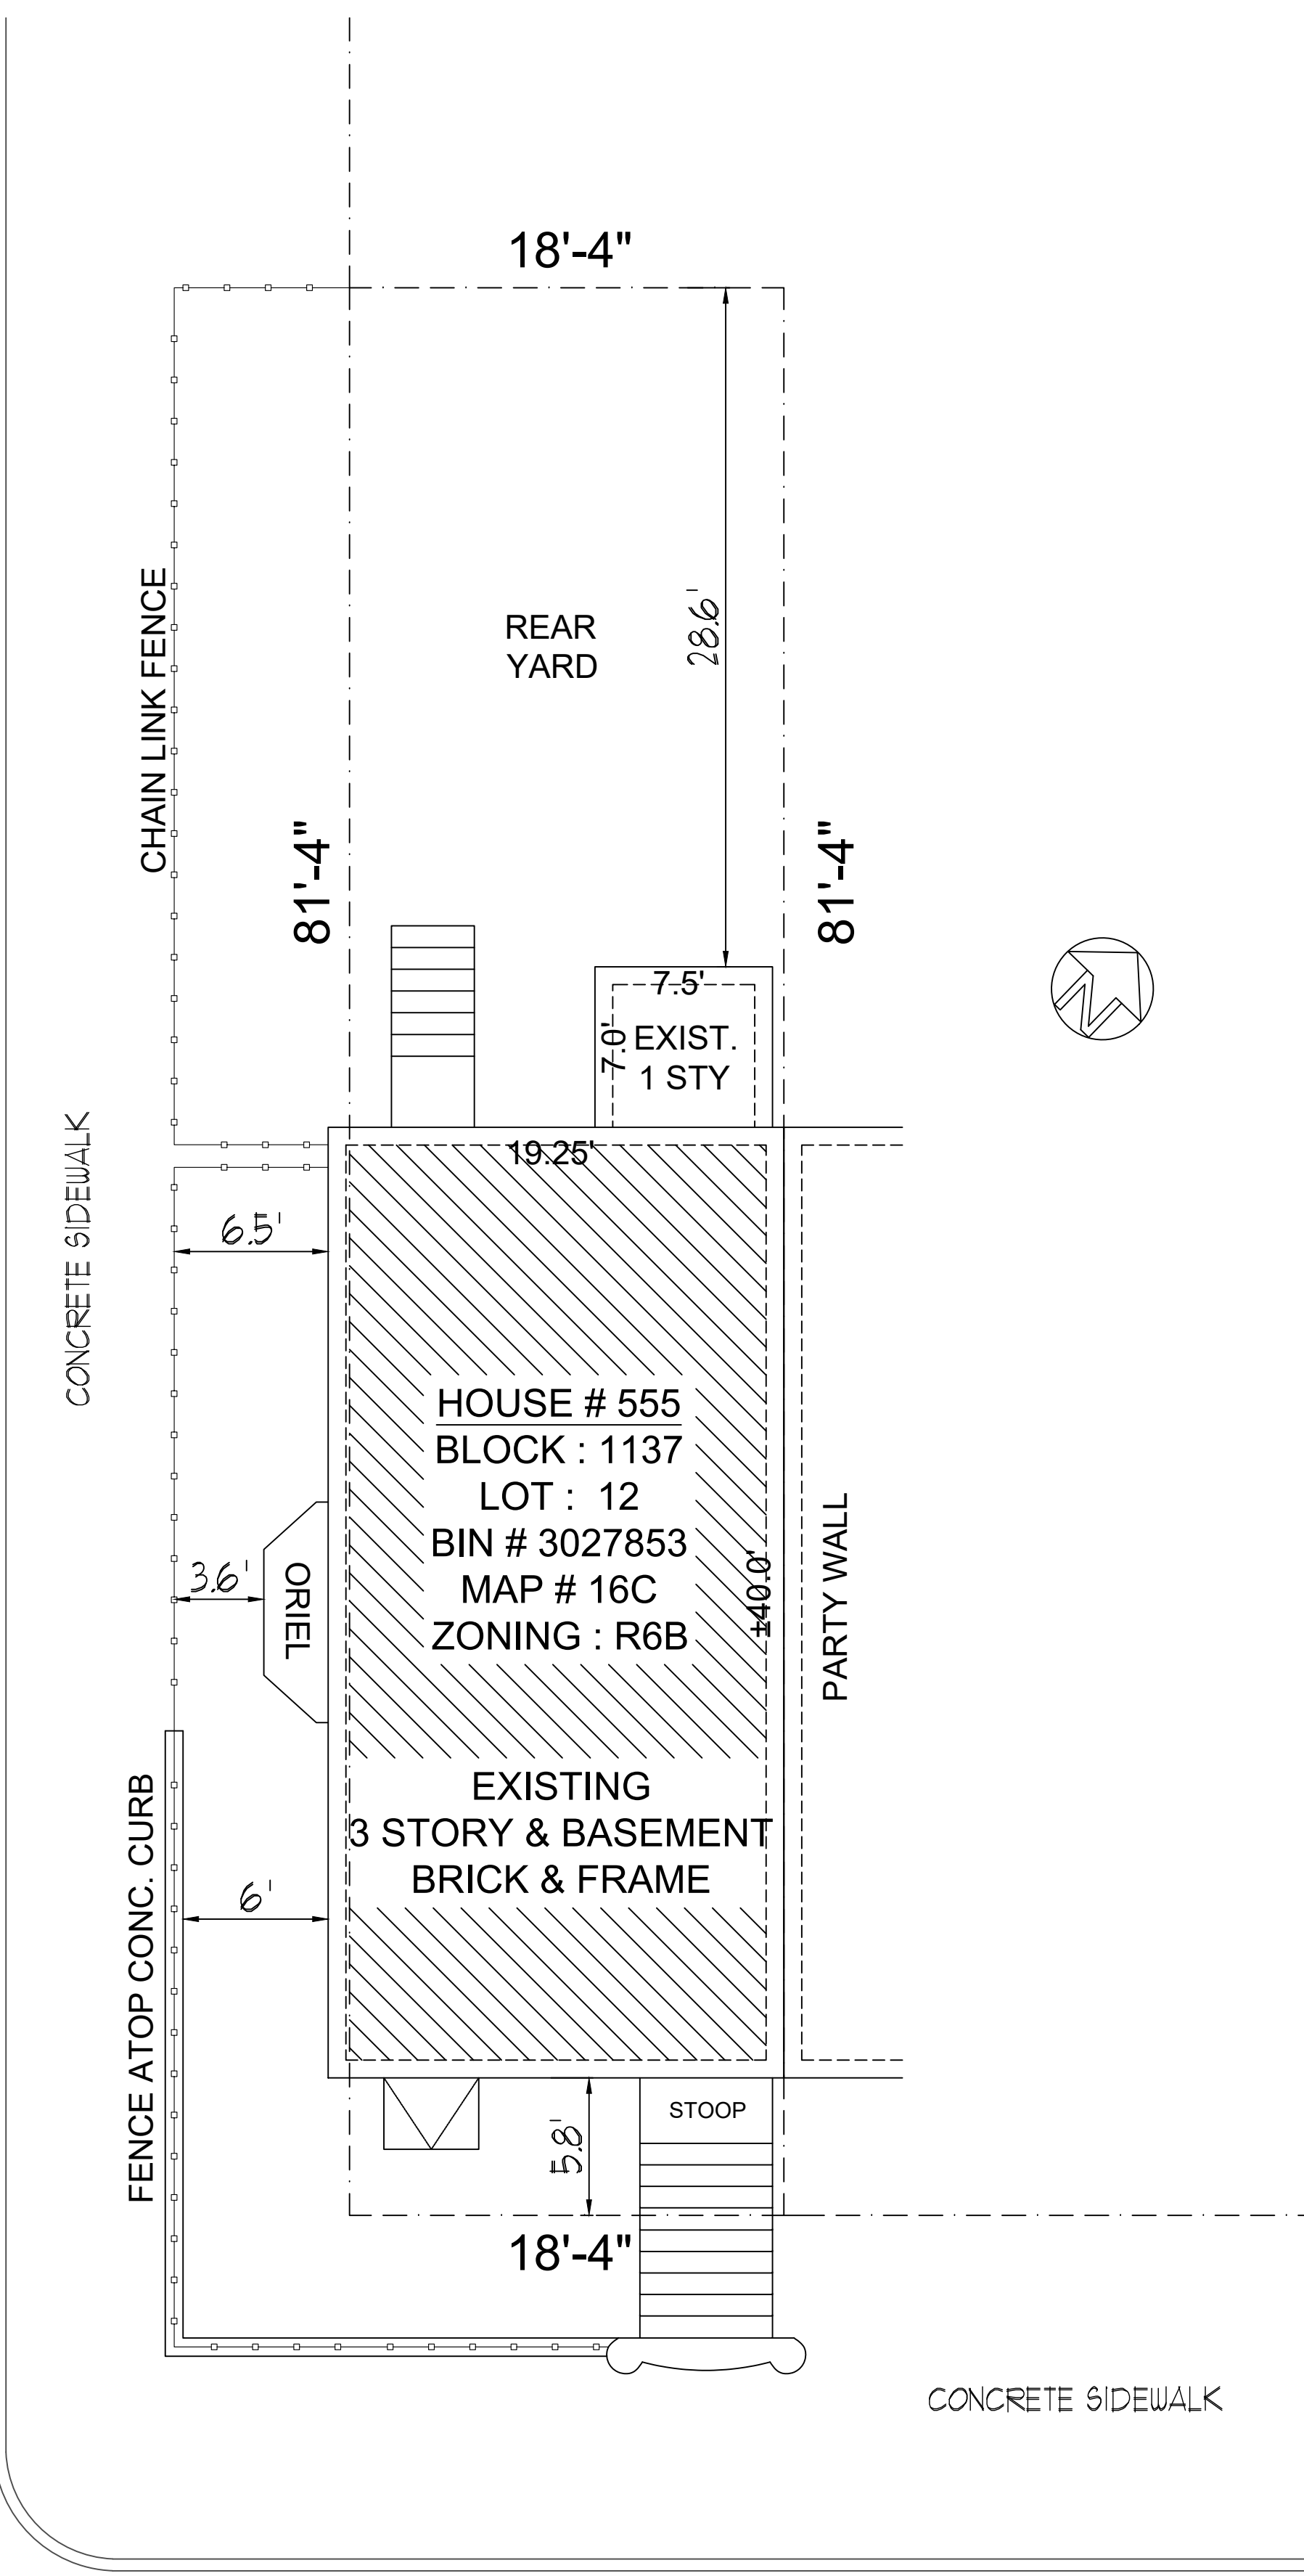 18'-4"
CHAIN LINK FENCE
REAR
YARD
28.6'
81'-4"
81'-4"
7.5'
7.0'
EXIST.
1 STY
N
CONCRETE SIDEWALK
19.25'
6.5'
HOUSE # 555
BLOCK : 1137
LOT : 12
BIN # 3027853
MAP # 16C
ZONING : R6B
±40.0'
PARTY WALL
3.6'
ORIEL
EXISTING
3 STORY & BASEMENT
BRICK & FRAME
FENCE ATOP CONC. CURB
6'
STOOP
5.8'
18'-4"
CONCRETE SIDEWALK